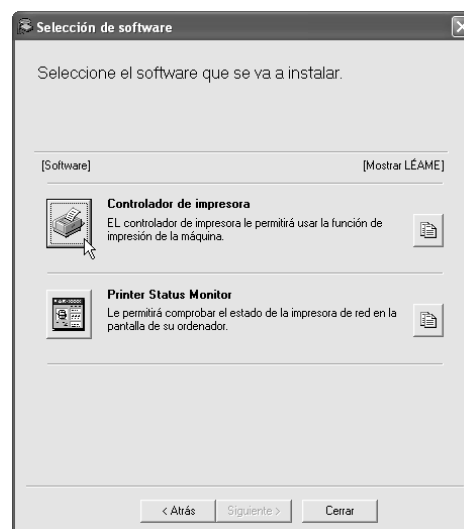 Selección de software
Seleccione el software que se va a instalar.
[Software] [Mostrar LÉAME]
Controlador de impresora
EL controlador de impresora le permitirá usar la función de
impresión de la máquina.
Printer Status Monitor
Le permitirá comprobar el estado de la impresora de red en la
pantalla de su ordenador.
< Atrás Siguiente > Cerrar